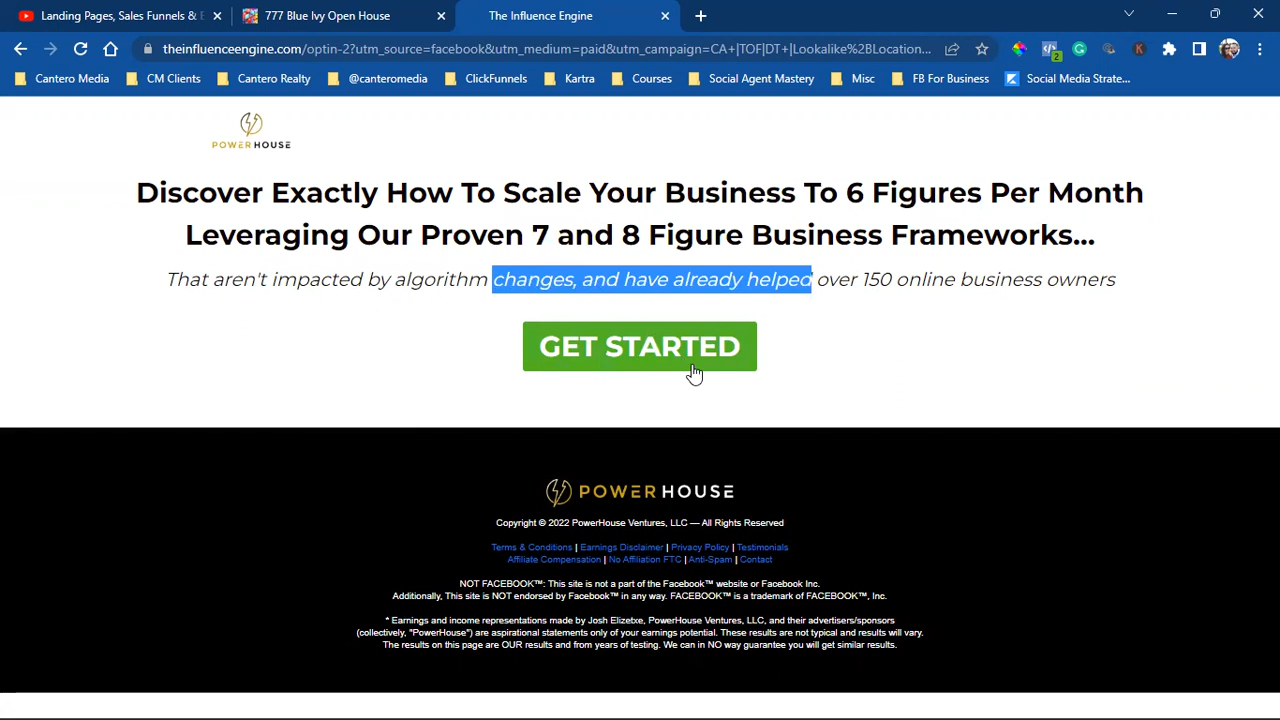 Landing Pages, Sales Funnels & E
777 Blue Ivy Open House
The Influence Engine
theinfluenceengine.com/optin-2?utm_source=facebook&utm_medium=paid&utm_campaign=CA+|TOF|DT+|Lookalike%2BLocation...
2
Cantero Media
CM Clients
Cantero Realty
@canteromedia
ClickFunnels
Kartra
Courses
Social Agent Mastery
Misc
FB For Business
Social Media Strate...
POWERHOUSE
Discover Exactly How To Scale Your Business To 6 Figures Per Month
Leveraging Our Proven 7 and 8 Figure Business Frameworks...
That aren't impacted by algorithm changes, and have already helped over 150 online business owners
GET STARTED
POWERHOUSE
Copyright © 2022 PowerHouse Ventures, LLC — All Rights Reserved
Terms & Conditions | Earnings Disclaimer | Privacy Policy | Testimonials
Affiliate Compensation | No Affiliation FTC | Anti-Spam | Contact
NOT FACEBOOK™: This site is not a part of the Facebook™ website or Facebook Inc.
Additionally, This site is NOT endorsed by Facebook™ in any way. FACEBOOK™ is a trademark of FACEBOOK™, Inc.
* Earnings and income representations made by Josh Elizetxe, PowerHouse Ventures, LLC, and their advertisers/sponsors
(collectively, "PowerHouse") are aspirational statements only of your earnings potential. These results are not typical and results will vary.
The results on this page are OUR results and from years of testing. We can in NO way guarantee you will get similar results.